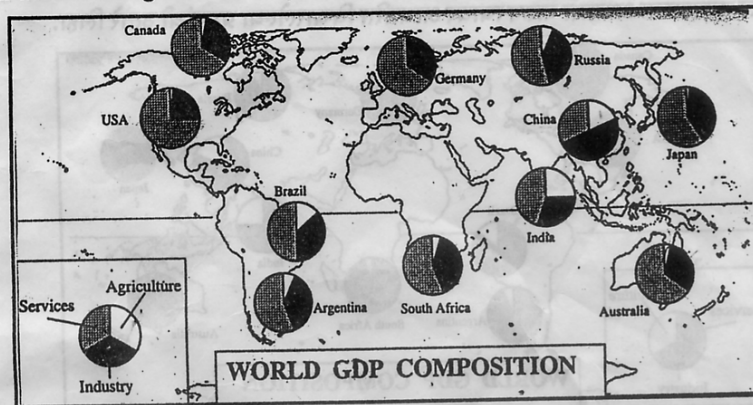 Canada
Germany
Russia
USA
China
Japan
Brazil
India
Argentina
South Africa
Australia
Agriculture
Services
Industry
WORLD GDP COMPOSITION